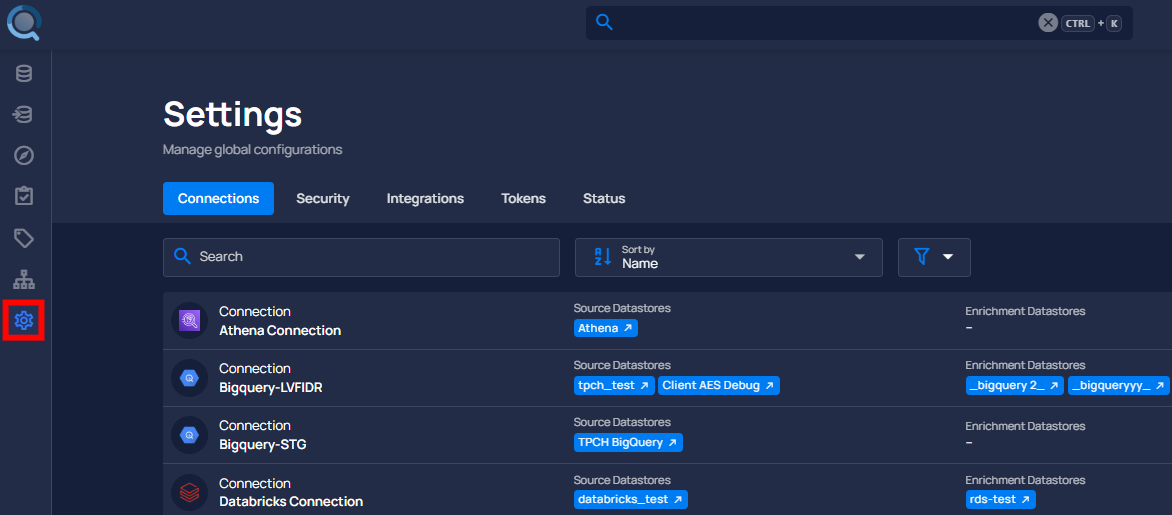 CTRL + K
Settings
Manage global configurations
Connections Security Integrations Tokens Status
Search
Sort by
Name
Connection
Athena Connection
Source Datastores
Athena
Enrichment Datastores
–
Connection
Bigquery-LVFIDR
Source Datastores
tpch_test Client AES Debug
Enrichment Datastores
_bigquery 2_ _bigqueryyy_
Connection
Bigquery-STG
Source Datastores
TPCH BigQuery
Enrichment Datastores
–
Connection
Databricks Connection
Source Datastores
databricks_test
Enrichment Datastores
rds-test